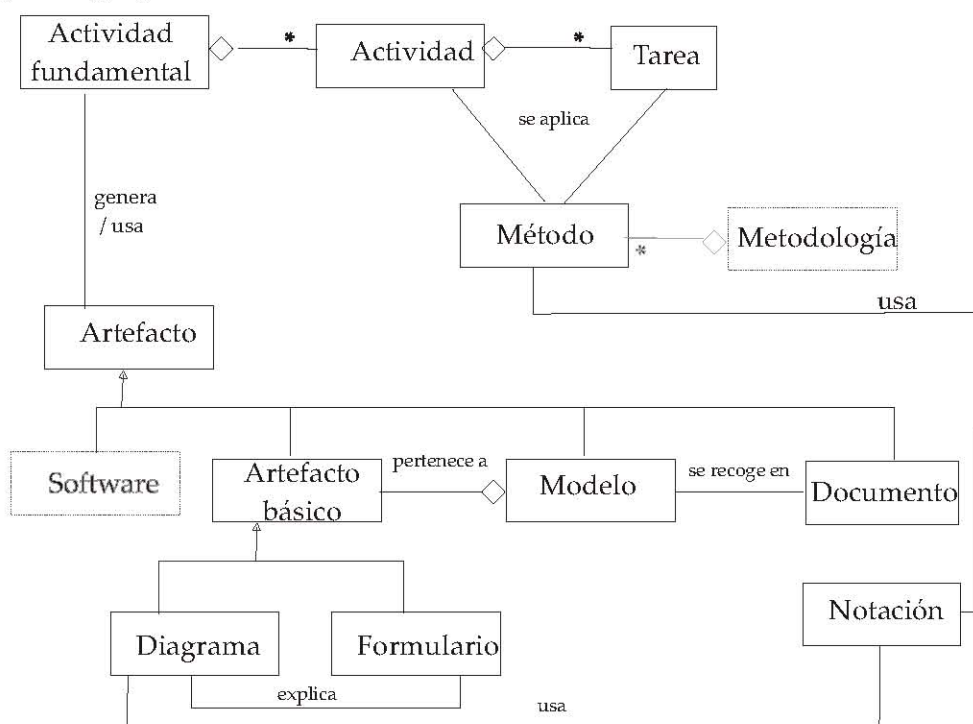 Actividad
fundamental
*
Actividad
*
Tarea
se aplica
genera
/ usa
Método
*
Metodología
usa
Artefacto
Software
Artefacto
básico
pertenece a
Modelo
se recoge en
Documento
Diagrama
Formulario
Notación
explica
usa